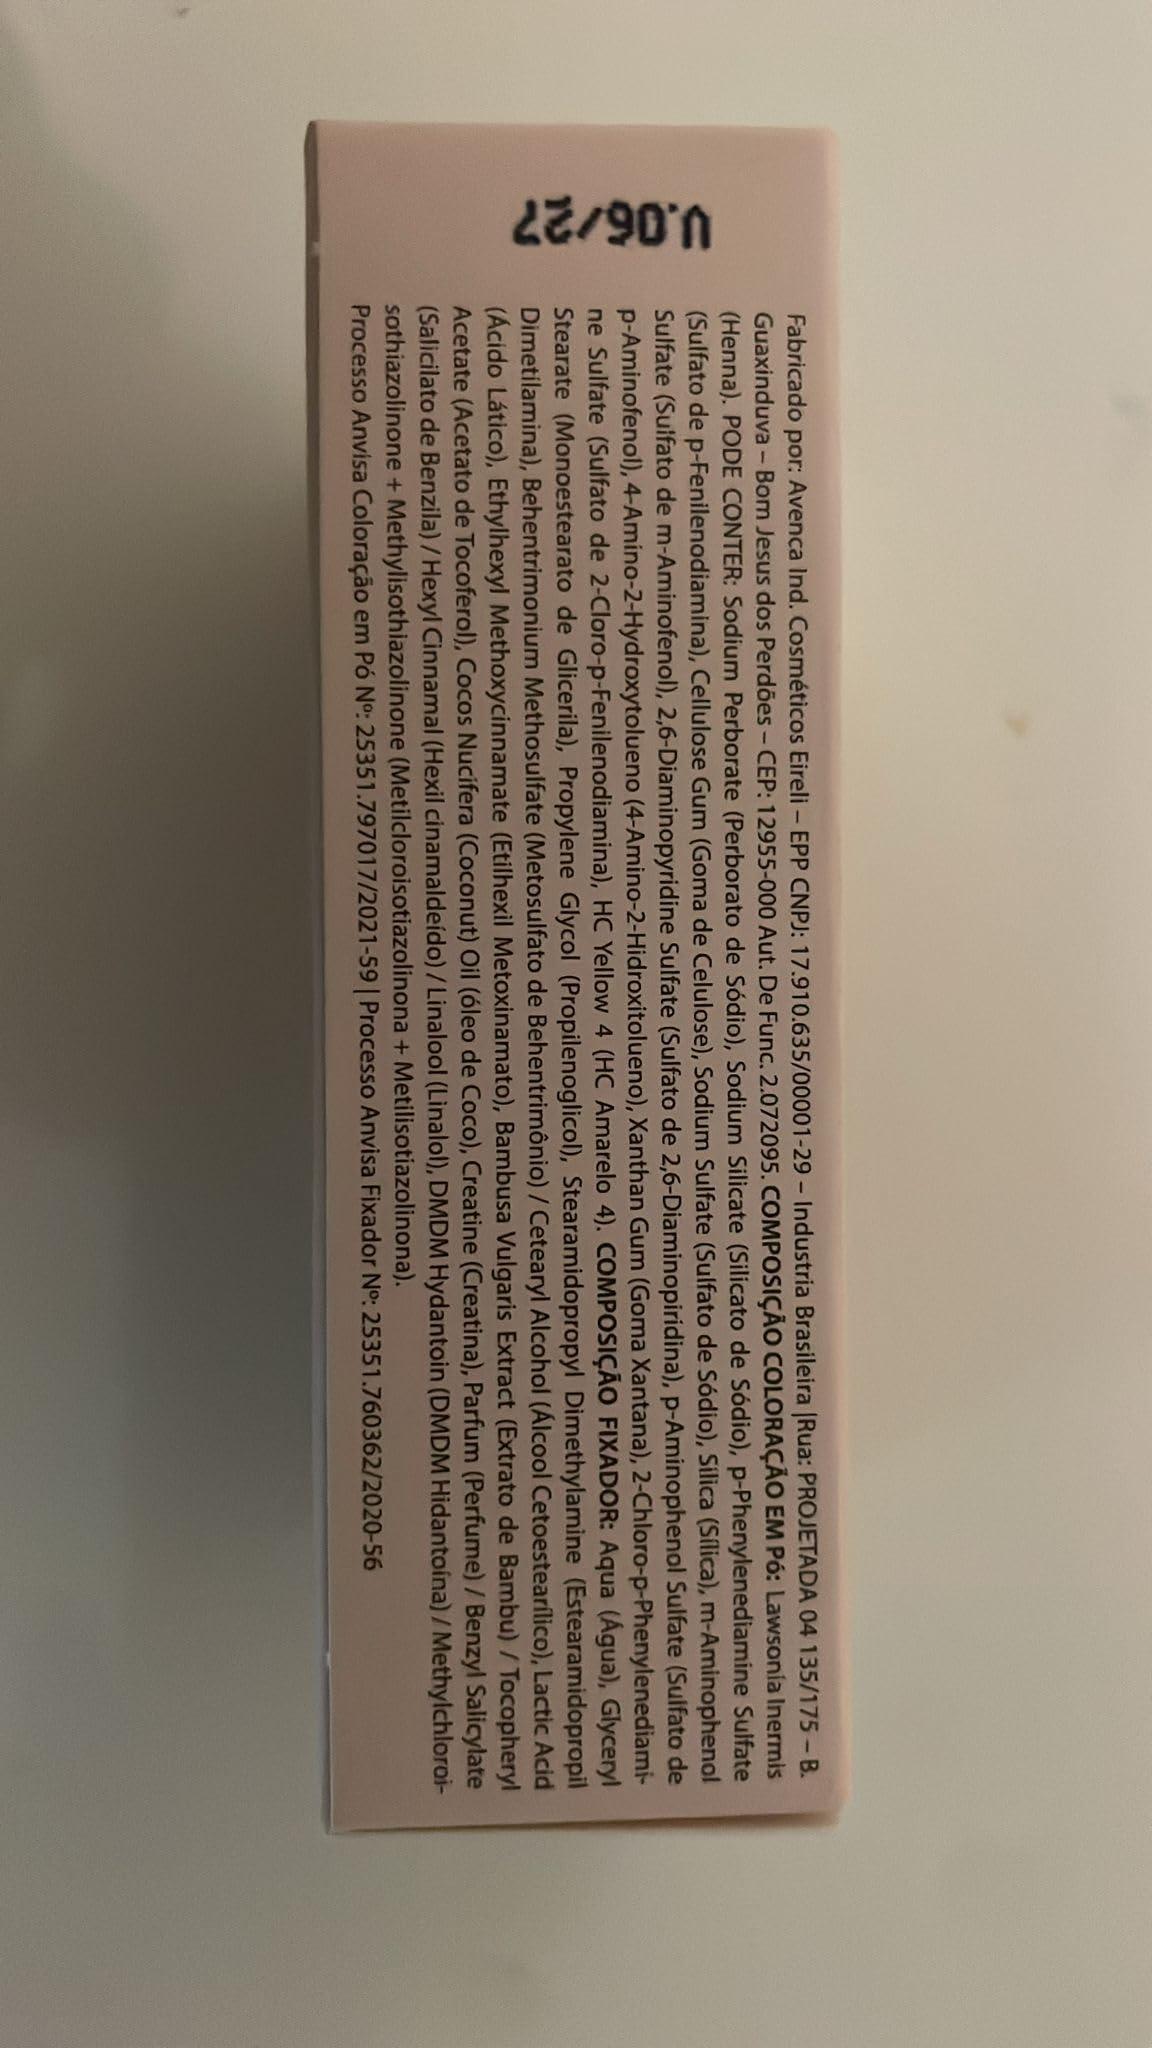 V.06/27
Fabricado por: Avenca Ind. Cosméticos Eireli – EPP CNPJ: 17.910.635/00001-29 – Industria Brasileira |Rua: PROJETADA 04 135/175 – B.
Guaxinduva – Bom Jesus dos Perdões – CEP: 12955-000 Aut. De Func. 2.072095. COMPOSIÇÃO COLORAÇÃO EM Pó: Lawsonia Inermis
(Henna). PODE CONTER: Sodium Perborate (Perborato de Sódio), Sodium Silicate (Silicato de Sódio), p-Phenylenediamine Sulfate
(Sulfato de p-Fenilenodiamina), Cellulose Gum (Goma de Celulose), Sodium Sulfate (Sulfato de Sódio), Silica (Sílica), m-Aminophenol
Sulfate (Sulfato de m-Aminofenol), 2,6-Diaminopyridine Sulfate (Sulfato de 2,6-Diaminopiridina), p-Aminophenol Sulfate (Sulfato de
p-Aminofenol), 4-Amino-2-Hydroxytolueno (4-Amino-2-Hidroxitolueno), Xanthan Gum (Goma Xantana), 2-Chloro-p-Phenylenediami-
ne Sulfate (Sulfato de 2-Cloro-p-Fenilenodiamina), HC Yellow 4 (HC Amarelo 4). COMPOSIÇÃO FIXADOR: Aqua (Água), Glyceryl
Stearate (Monoestearato de Glicerila), Propylene Glycol (Propilenoglicol), Stearamidopropyl Dimethylamine (Estearamidopropil
Dimetilamina), Behentrimonium Methosulfate (Metosulfato de Behentrimônio) / Cetearyl Alcohol (Álcool Cetoestearílico), Lactic Acid
(Ácido Lático), Ethylhexyl Methoxycinnamate (Etilhexil Metoxinamato), Bambusa Vulgaris Extract (Extrato de Bambu) / Tocopheryl
Acetate (Acetato de Tocoferol), Cocos Nucifera (Coconut) Oil (óleo de Coco), Creatine (Creatina), Parfum (Perfume) / Benzyl Salicylate
(Salicilato de Benzila) / Hexyl Cinnamal (Hexil cinamaldeído) / Linalool (Linalol), DMDM Hydantoin (DMDM Hidantoína) / Methylchloroi-
sothiazolinone + Methylisothiazolinone (Metilcloroisotiazolinona + Metilisotiazolinona).
Processo Anvisa Coloração em Pó Nº: 25351.797017/2021-59 | Processo Anvisa Fixador Nº: 25351.760362/2020-56